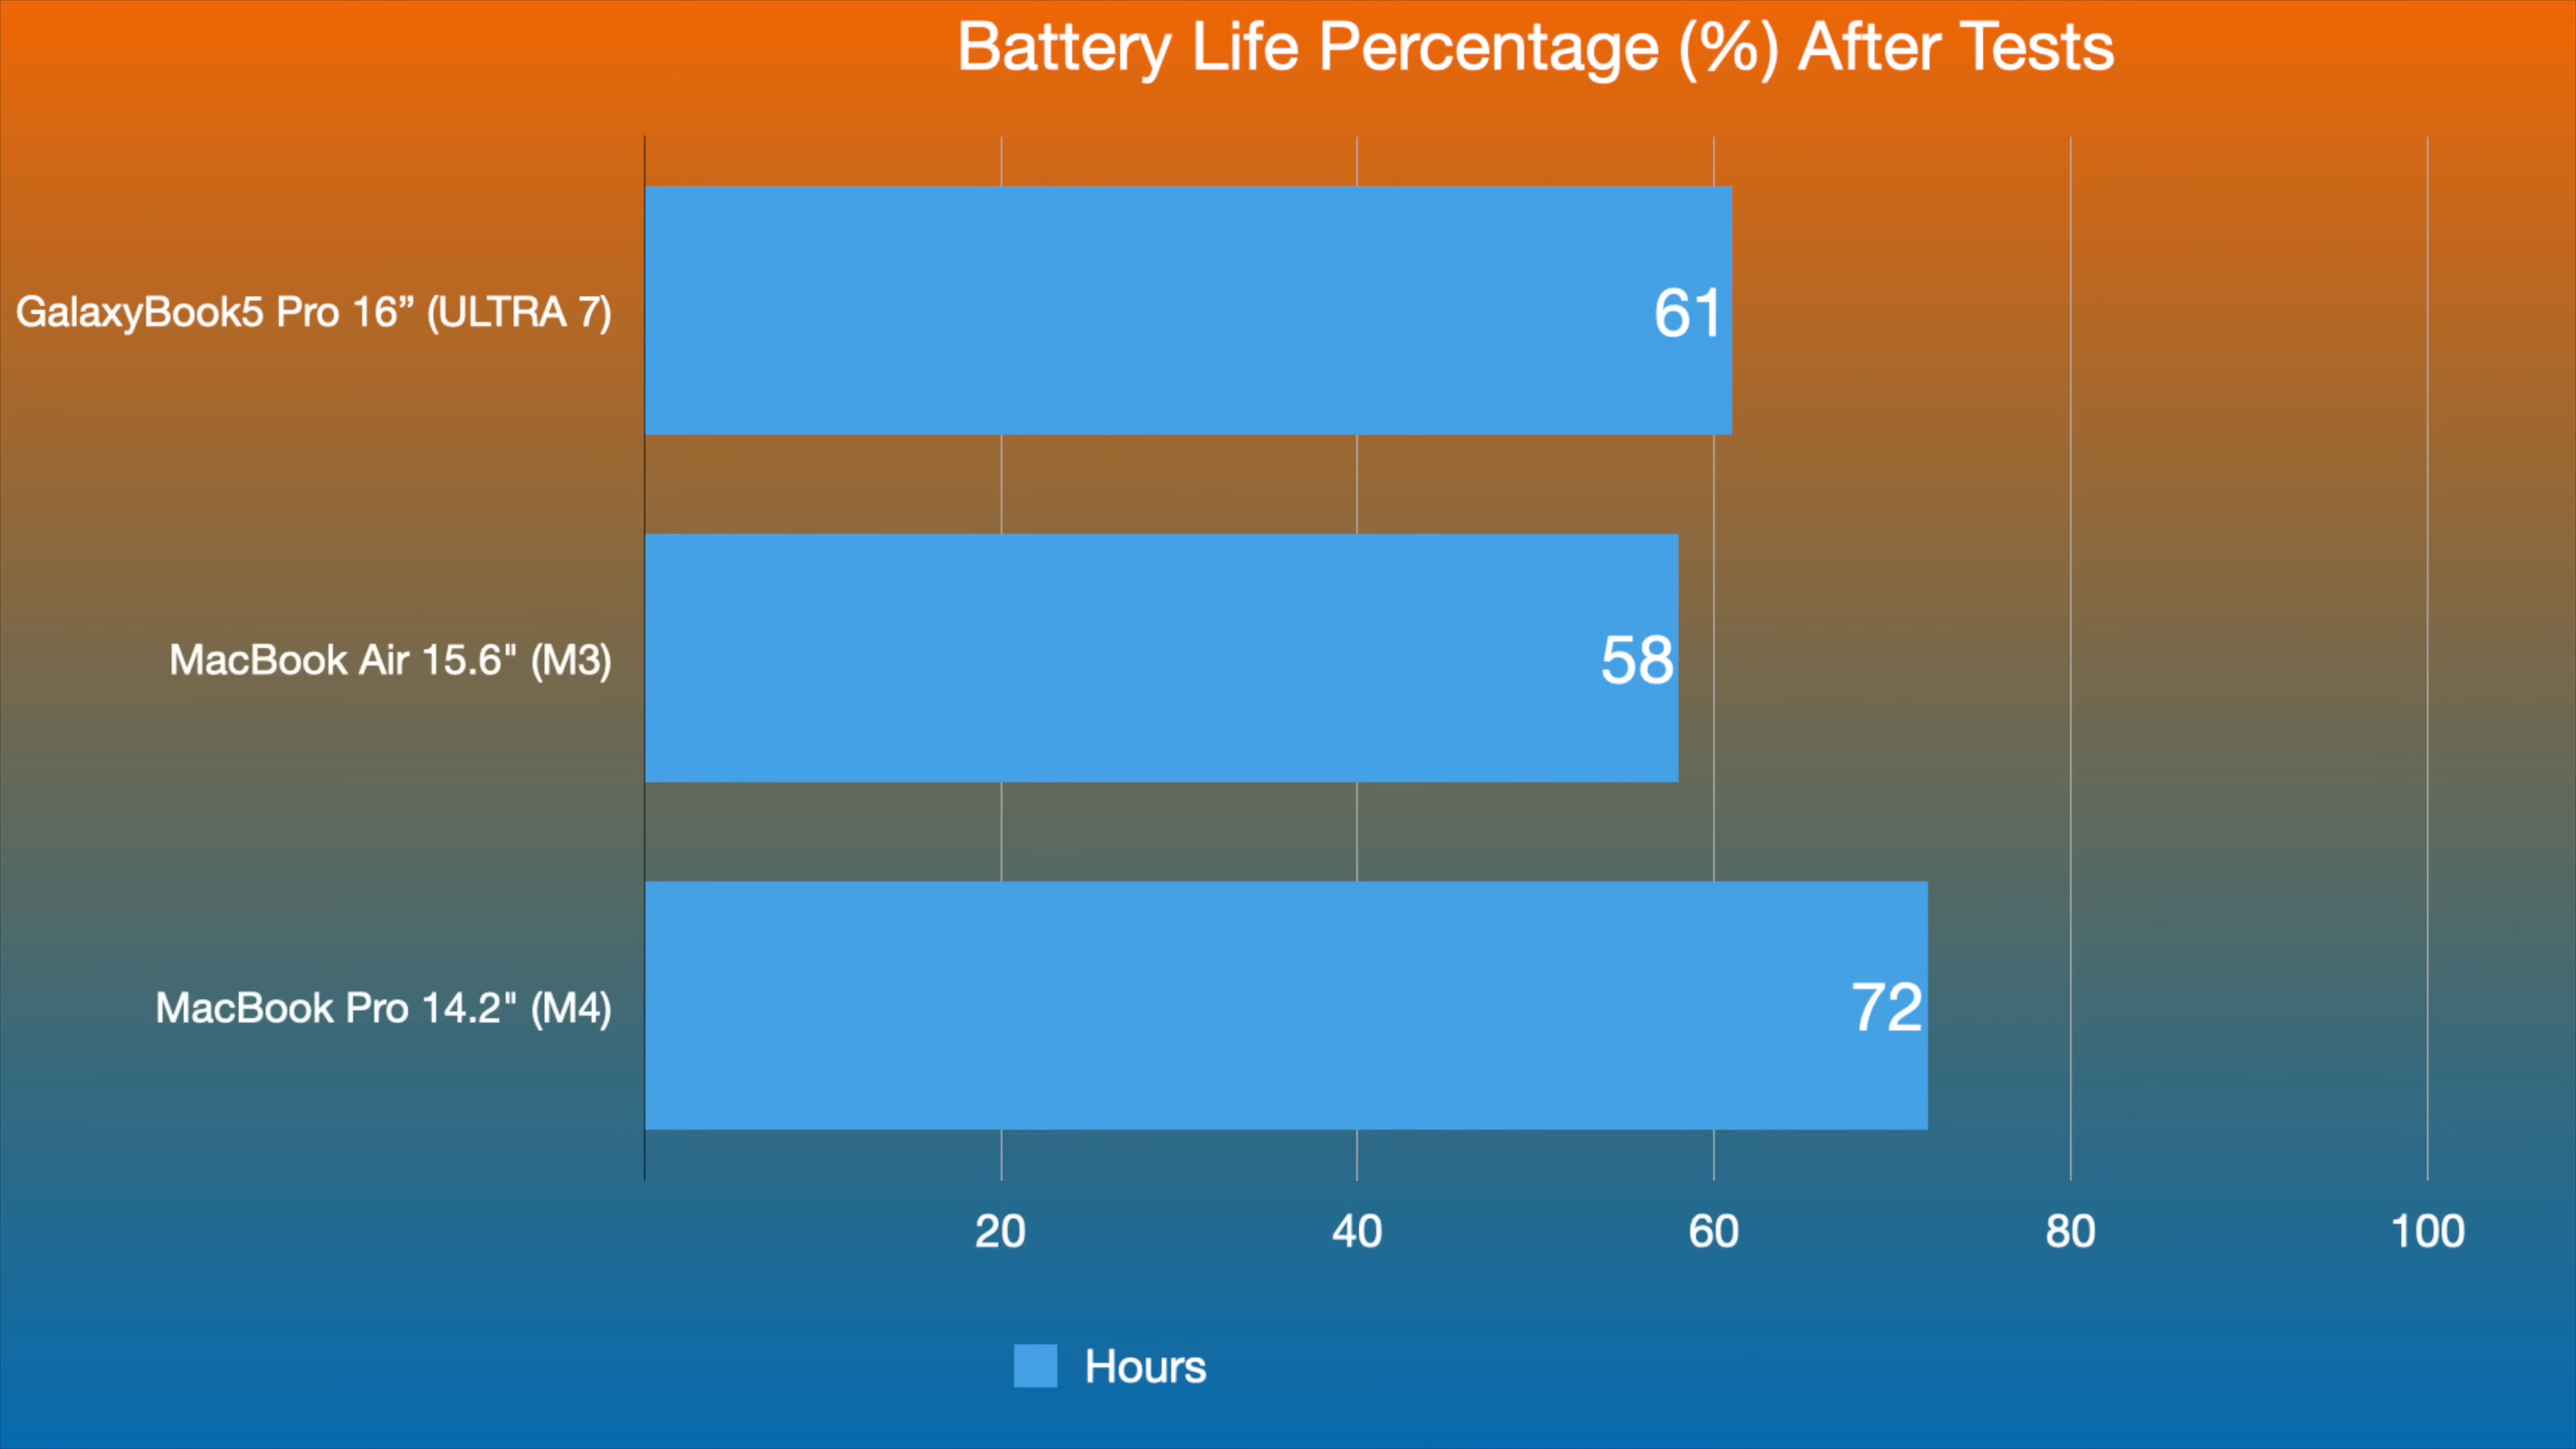 Battery Life Percentage (%) After Tests
GalaxyBook5 Pro 16” (ULTRA 7)
61
MacBook Air 15.6" (M3)
58
MacBook Pro 14.2" (M4)
72
20 40 60 80 100
Hours